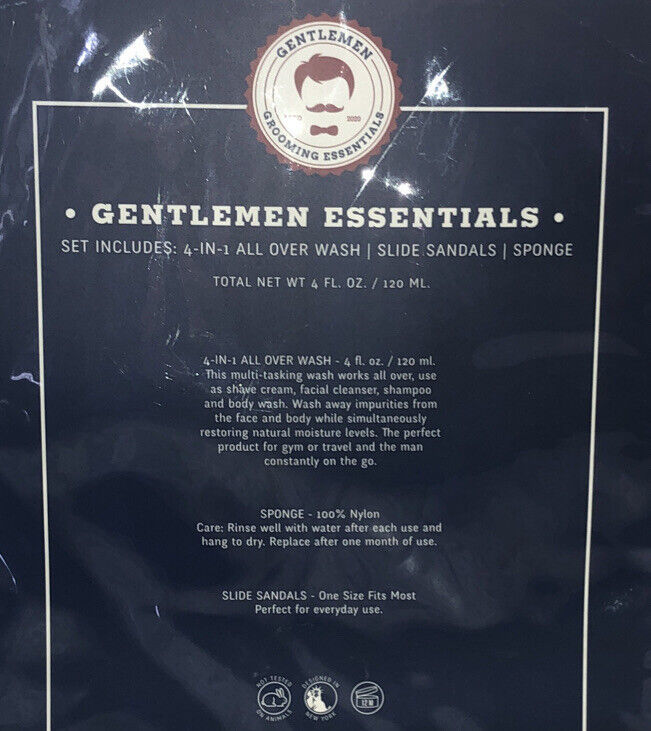 GENTLEMEN
2020
GROOMING ESSENTIALS
• GENTLEMEN ESSENTIALS •
SET INCLUDES: 4-IN-1 ALL OVER WASH | SLIDE SANDALS | SPONGE
TOTAL NET WT 4 FL. OZ. / 120 ML.
4-IN-1 ALL OVER WASH - 4 fl. oz. / 120 ml.
This multi-tasking wash works all over, use
as shave cream, facial cleanser, shampoo
and body wash. Wash away impurities from
the face and body while simultaneously
restoring natural moisture levels. The perfect
product for gym or travel and the man
constantly on the go.
SPONGE - 100% Nylon
Care: Rinse well with water after each use and
hang to dry. Replace after one month of use.
SLIDE SANDALS - One Size Fits Most
Perfect for everyday use.
NOT TESTED
ON ANIMALS
DESIGNED IN
NEW YORK
12 M